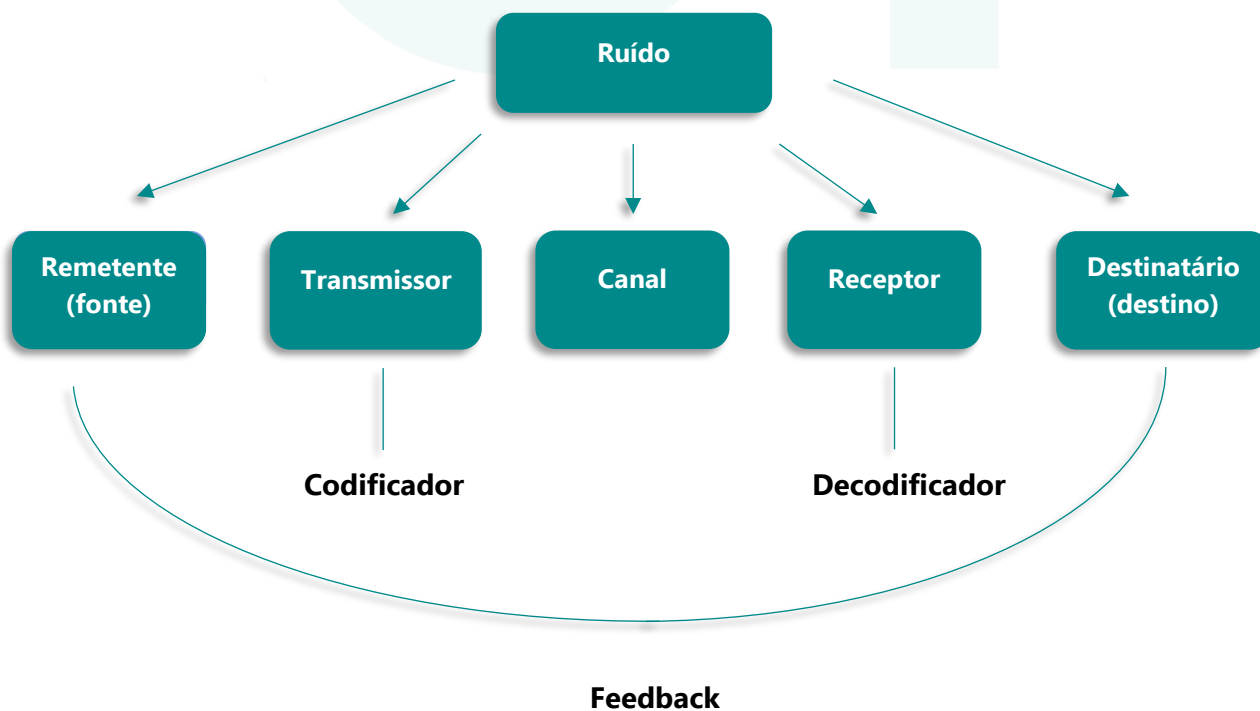 Ruído
Remetente
(fonte)
Transmissor
Canal
Receptor
Destinatário
(destino)
Codificador
Decodificador
Feedback